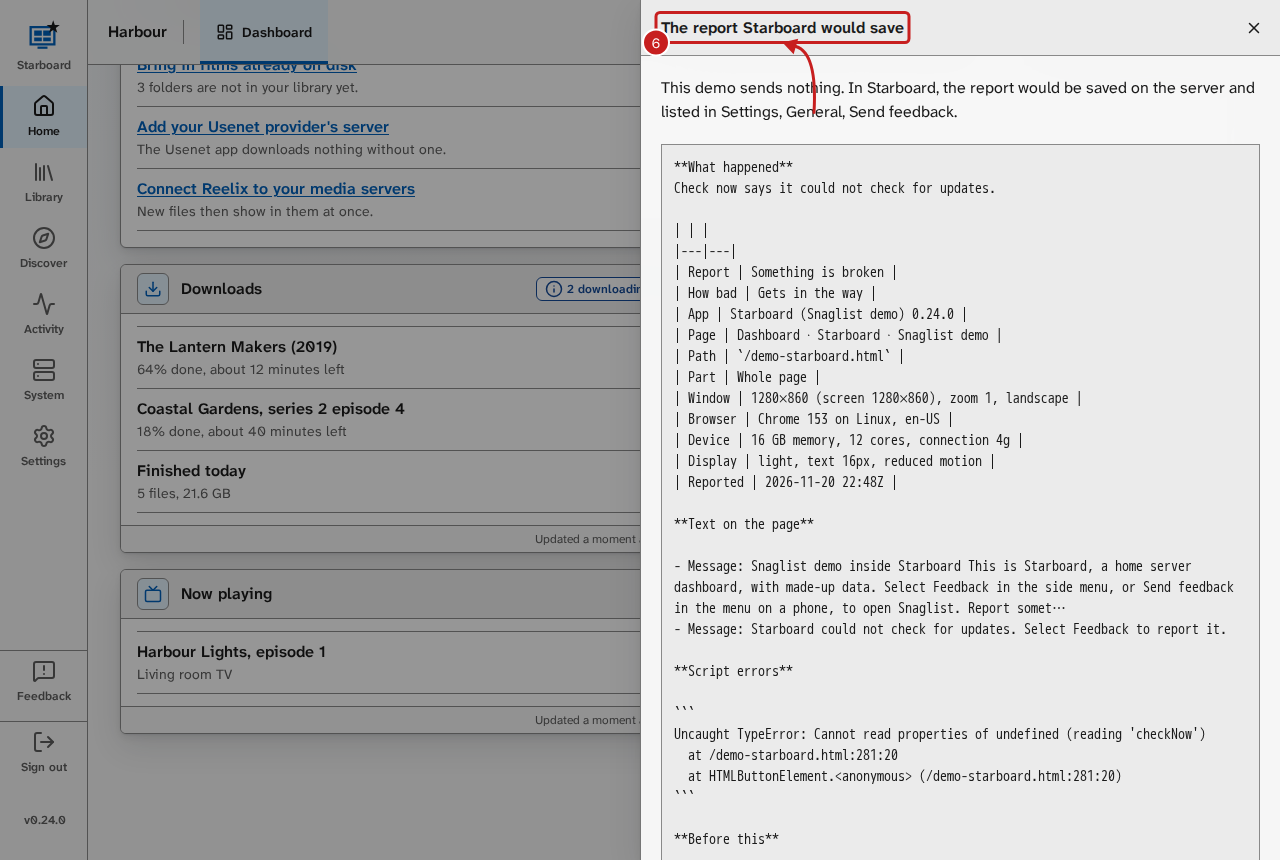 Starboard
Home
Library
Discover
Activity
System
Settings
Feedback
Sign out
v0.24.0
Harbour
Dashboard
Bring in films already on disk
3 folders are not in your library yet.
Add your Usenet provider's server
The Usenet app downloads nothing without one.
Connect Reelix to your media servers
New files then show in them at once.
Downloads
2 downloadin
The Lantern Makers (2019)
64% done, about 12 minutes left
Coastal Gardens, series 2 episode 4
18% done, about 40 minutes left
Finished today
5 files, 21.6 GB
Updated a moment a
Now playing
Harbour Lights, episode 1
Living room TV
Updated a moment a
The report Starboard would save
6
This demo sends nothing. In Starboard, the report would be saved on the server and
listed in Settings, General, Send feedback.
**What happened**
Check now says it could not check for updates.
| | |
|---|---|
| Report | Something is broken |
| How bad | Gets in the way |
| App | Starboard (Snaglist demo) 0.24.0 |
| Page | Dashboard · Starboard · Snaglist demo |
| Path | `/demo-starboard.html` |
| Part | Whole page |
| Window | 1280×860 (screen 1280×860), zoom 1, landscape |
| Browser | Chrome 153 on Linux, en-US |
| Device | 16 GB memory, 12 cores, connection 4g |
| Display | light, text 16px, reduced motion |
| Reported | 2026-11-20 22:48Z |
**Text on the page**
- Message: Snaglist demo inside Starboard This is Starboard, a home server
dashboard, with made-up data. Select Feedback in the side menu, or Send feedback
in the menu on a phone, to open Snaglist. Report somet…
- Message: Starboard could not check for updates. Select Feedback to report it.
**Script errors**
```
Uncaught TypeError: Cannot read properties of undefined (reading 'checkNow')
at /demo-starboard.html:281:20
at HTMLButtonElement.<anonymous> (/demo-starboard.html:281:20)
```
**Before this**